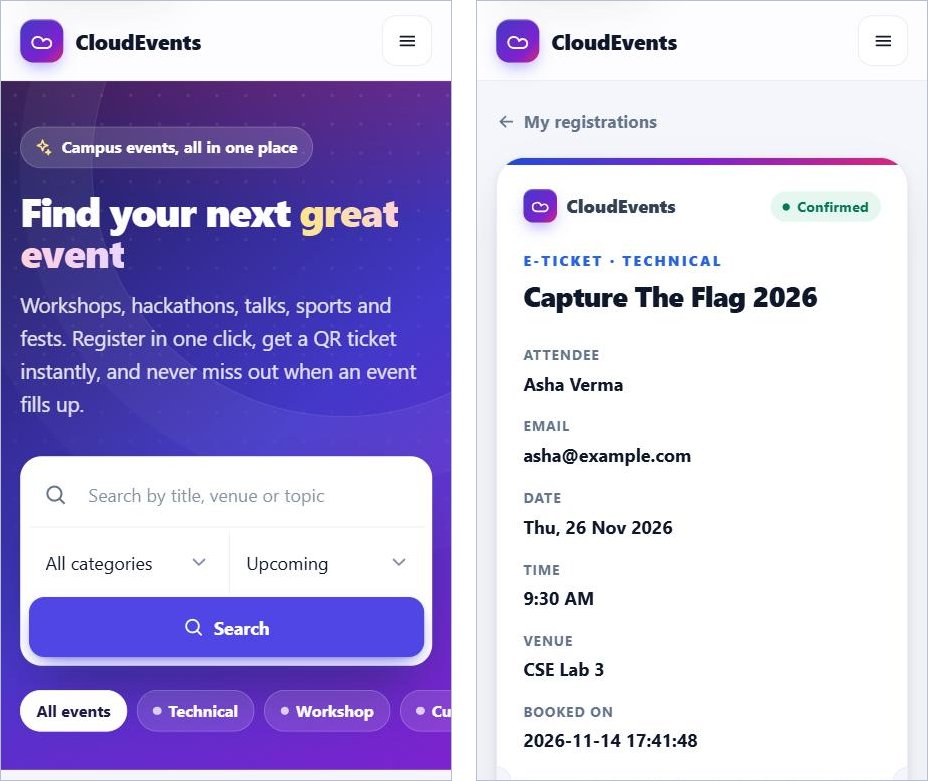 CloudEvents
Campus events, all in one place
Find your next great
event
Workshops, hackathons, talks, sports and
fests. Register in one click, get a QR ticket
instantly, and never miss out when an event
fills up.
Search by title, venue or topic
All categories
Upcoming
Search
All events
Technical
Workshop
Cu
CloudEvents
My registrations
CloudEvents
Confirmed
E-TICKET · TECHNICAL
Capture The Flag 2026
ATTENDEE
Asha Verma
EMAIL
asha@example.com
DATE
Thu, 26 Nov 2026
TIME
9:30 AM
VENUE
CSE Lab 3
BOOKED ON
2026-11-14 17:41:48